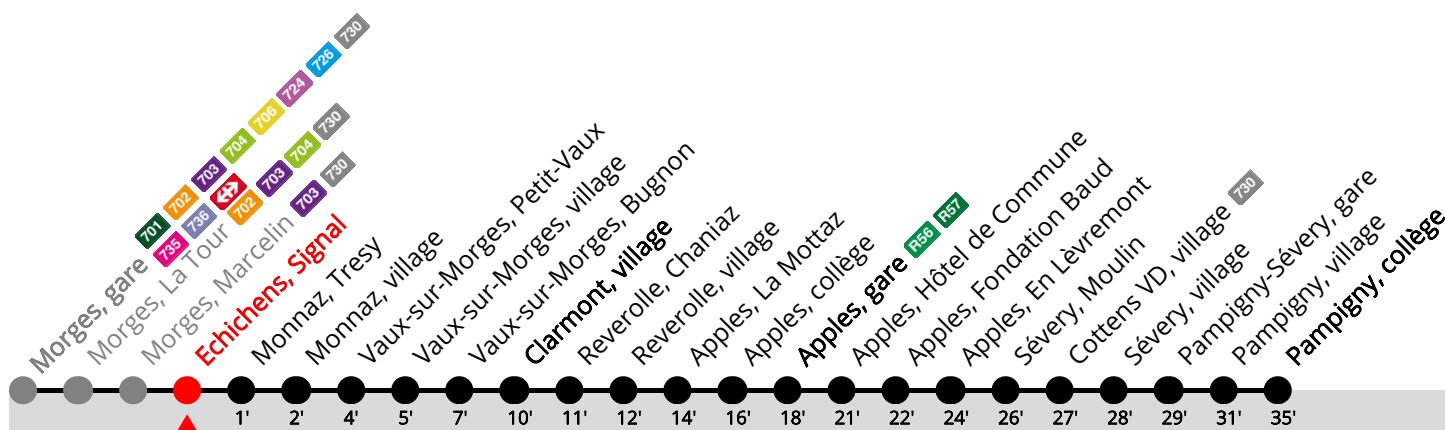 Morges, gare 701 702 703 704 706 724 726 730
735 736
Morges, La Tour 702 703 704 730
Morges, Marcelin 703 730
Echichens, Signal
Monnaz, Tresy
Monnaz, village
Vaux-sur-Morges, Petit-Vaux
Vaux-sur-Morges, village
Vaux-sur-Morges, Bugnon
Clarmont, village
Reverolle, Chaniaz
Reverolle, village
Apples, La Mottaz
Apples, collège
Apples, gare R56 R57
Apples, Hôtel de Commune
Apples, Fondation Baud
Apples, En Lèvremont
Sévery, Moulin
Cottens VD, village 730
Sévery, village
Pampigny-Sévery, gare
Pampigny, village
Pampigny, collège
1' 2' 4' 5' 7' 10' 11' 12' 14' 16' 18' 21' 22' 24' 26' 27' 28' 29' 31' 35'